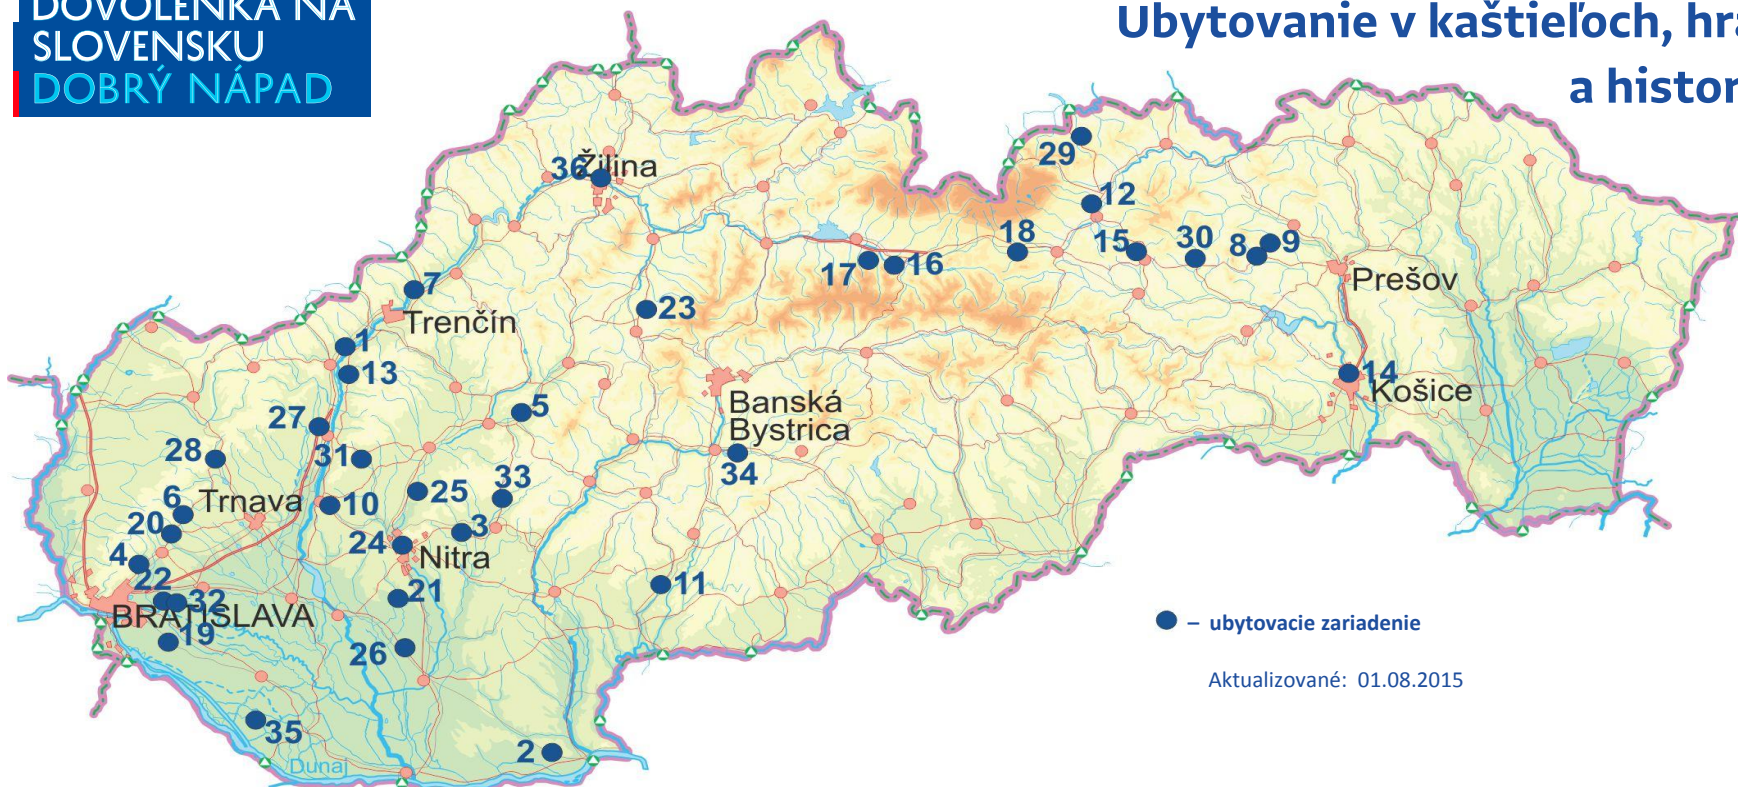 DOVOLENKA NA
SLOVENSKU
DOBRÝ NÁPAD
Ubytovanie v kaštieľoch,
a
29
36
Žilina
12
18
15
30
8
9
17
16
Prešov
7
23
Trenčín
1
13
14
Košice
5
Banská
Bystrica
27
28
31
34
33
25
6
Trnava
10
20
3
24
Nitra
4
22
32
21
11
BRATISLAVA
19
26
– ubytovacie zariadenie
Aktualizované: 01.08.2015
35
2
Dunaj